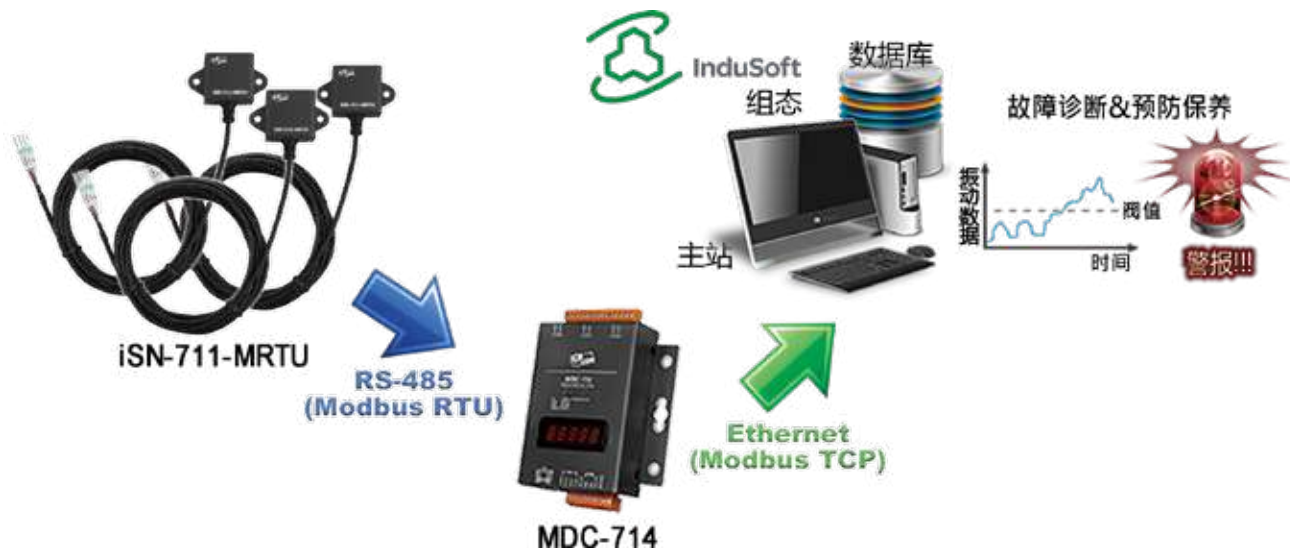 InduSoft
组态
数据库
故障诊断&预防保养
振动数据
阀值
时间
警报!!!
主站
iSN-711-MRTU
RS-485
(Modbus RTU)
Ethernet
(Modbus TCP)
MDC-714